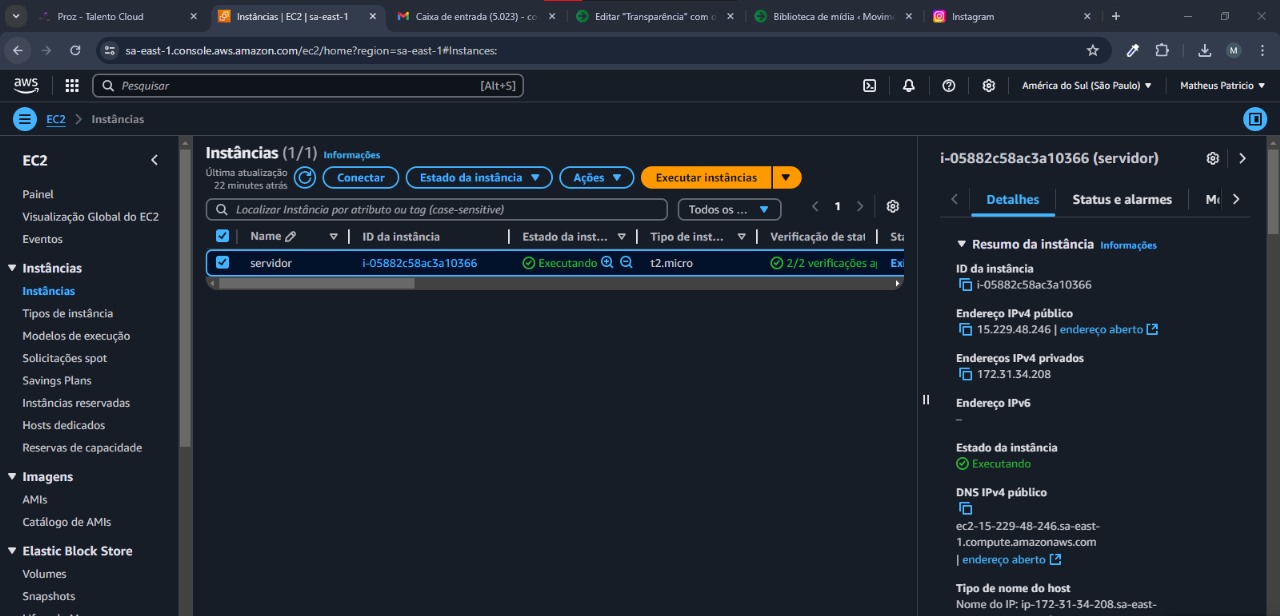 Proz - Talento Cloud
Instâncias | EC2 | sa-east-1
Caixa de entrada (5.023) - co
Editar "Transparência" com o
Biblioteca de mídia ‹ Movim
Instagram
sa-east-1.console.aws.amazon.com/ec2/home?region=sa-east-1#Instances:
M
aws
Pesquisar
[Alt+S]
América do Sul (São Paulo)
Matheus Patricio
EC2
Instâncias
EC2
Painel
Visualização Global do EC2
Eventos
Instâncias
Instâncias
Tipos de instância
Modelos de execução
Solicitações spot
Savings Plans
Instâncias reservadas
Hosts dedicados
Reservas de capacidade
Imagens
AMIs
Catálogo de AMIs
Elastic Block Store
Volumes
Snapshots
Instâncias (1/1) Informações
Última atualização
22 minutes atrás
Conectar
Estado da instância
Ações
Executar instâncias
Localizar Instância por atributo ou tag (case-sensitive)
Todos os ...
1
Name
ID da instância
Estado da inst...
Tipo de inst...
Verificação de stat
Sta
servidor
i-05882c58ac3a10366
Executando
t2.micro
2/2 verificações ap
Exi
i-05882c58ac3a10366 (servidor)
Detalhes
Status e alarmes
Mo
Resumo da instância Informações
ID da instância
i-05882c58ac3a10366
Endereço IPv4 público
15.229.48.246 | endereço aberto
Endereços IPv4 privados
172.31.34.208
Endereço IPv6
–
Estado da instância
Executando
DNS IPv4 público
ec2-15-229-48-246.sa-east-
1.compute.amazonaws.com
| endereço aberto
Tipo de nome do host
Nome do IP: ip-172-31-34-208.sa-east-